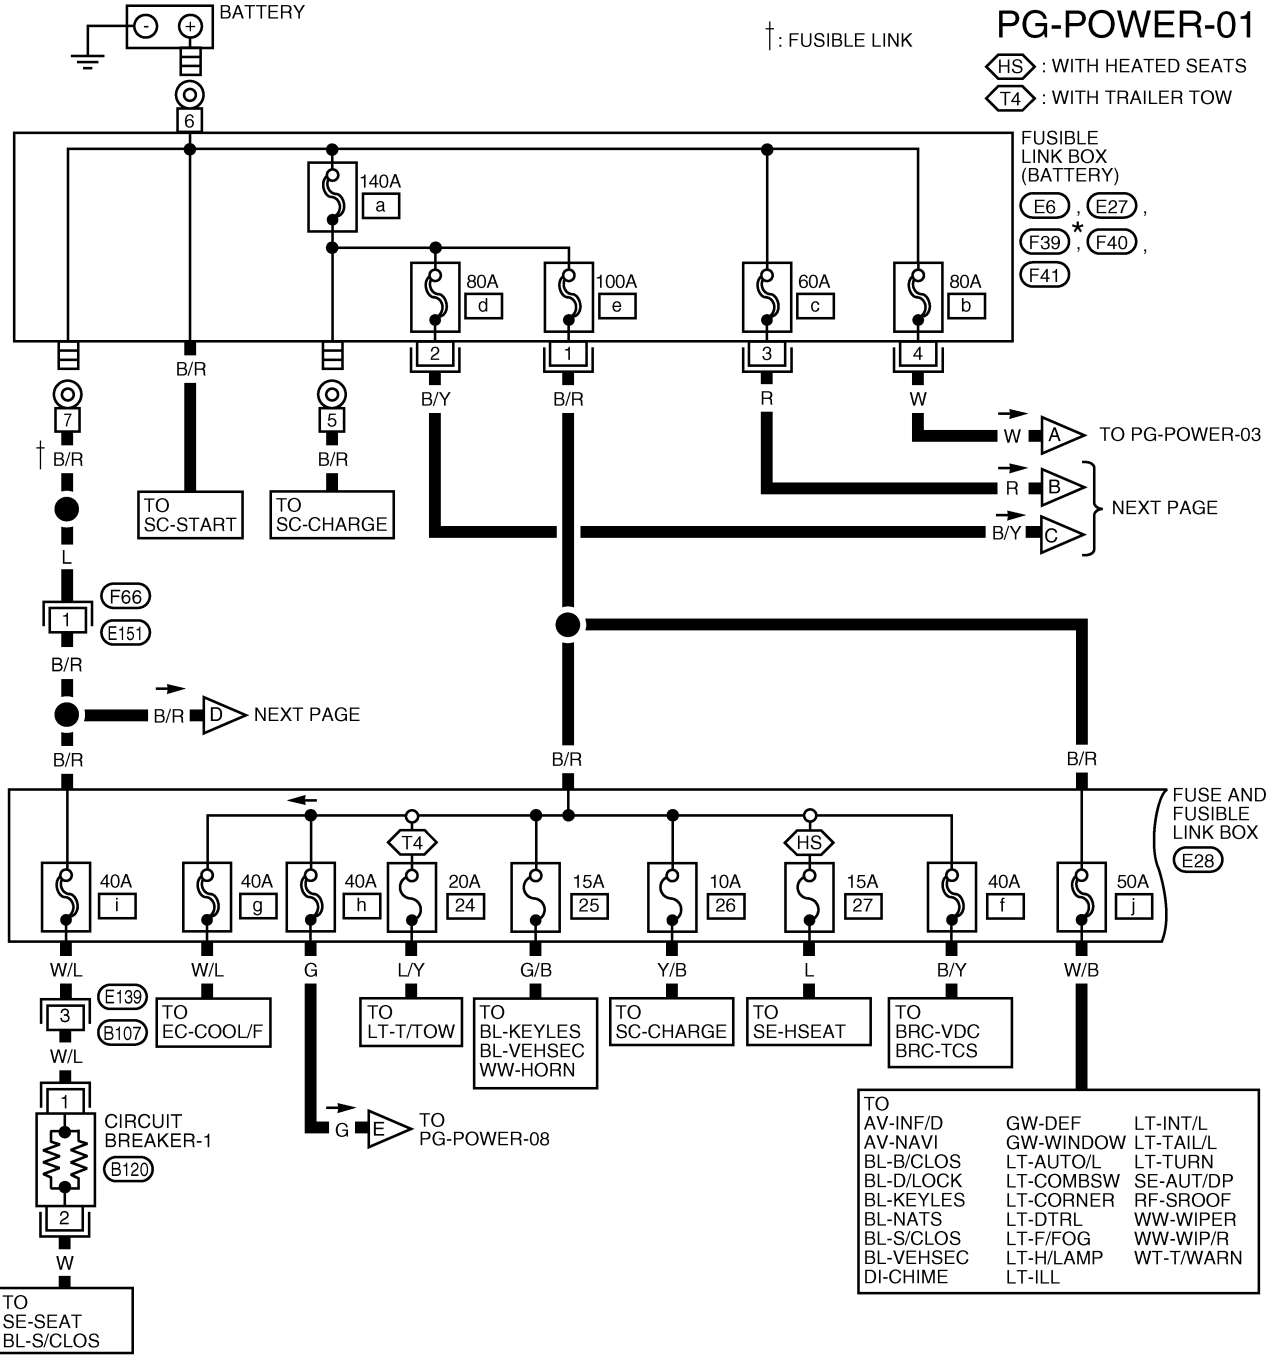 BATTERY
- +
† : FUSIBLE LINK
PG-POWER-01
HS : WITH HEATED SEATS
T4 : WITH TRAILER TOW
6
FUSIBLE
LINK BOX
(BATTERY)
E6 , E27 ,
F39 * , F40 ,
F41
140A
a
80A
d
100A
e
60A
c
80A
b
2
1
3
4
B/R
B/Y
B/R
R
W
7
5
† B/R
B/R
W A TO PG-POWER-03
R B
NEXT PAGE
B/Y C
TO
SC-START
TO
SC-CHARGE
L
F66
1
E151
B/R
B/R D NEXT PAGE
B/R
B/R
B/R
FUSE AND
FUSIBLE
LINK BOX
E28
T4
HS
40A
i
40A
g
40A
h
20A
24
15A
25
10A
26
15A
27
40A
f
50A
j
W/L
W/L
G
L/Y
G/B
Y/B
L
B/Y
W/B
E139
3
B107
W/L
TO
EC-COOL/F
TO
LT-T/TOW
TO
BL-KEYLES
BL-VEHSEC
WW-HORN
TO
SC-CHARGE
TO
SE-HSEAT
TO
BRC-VDC
BRC-TCS
1
CIRCUIT
BREAKER-1
B120
2
W
TO
SE-SEAT
BL-S/CLOS
G E
TO
PG-POWER-08
TO
AV-INF/D GW-DEF LT-INT/L
AV-NAVI GW-WINDOW LT-TAIL/L
BL-B/CLOS LT-AUTO/L LT-TURN
BL-D/LOCK LT-COMBSW SE-AUT/DP
BL-KEYLES LT-CORNER RF-SROOF
BL-NATS LT-DTRL WW-WIPER
BL-S/CLOS LT-F/FOG WW-WIP/R
BL-VEHSEC LT-H/LAMP WT-T/WARN
DI-CHIME LT-ILL